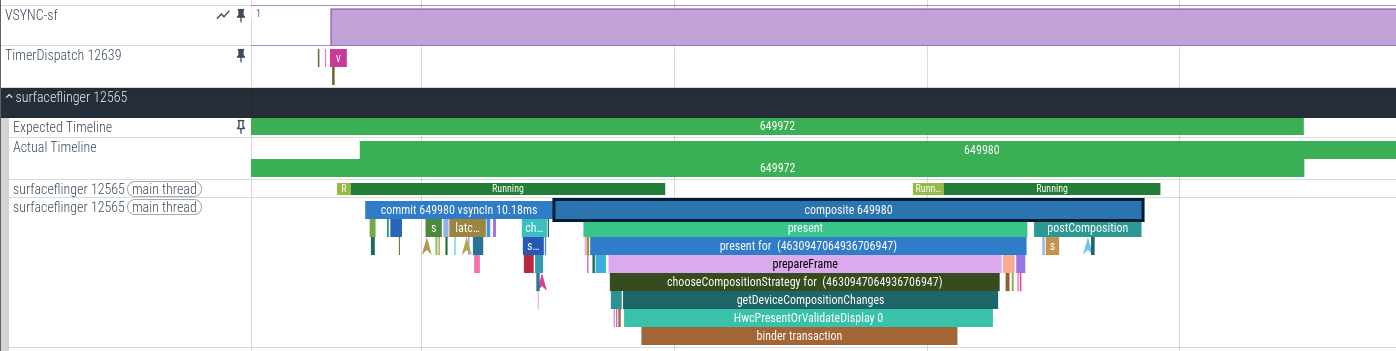 VSYNC-sf 1
TimerDispatch 12639 v
surfaceflinger 12565
Expected Timeline 649972
Actual Timeline 649980
649972
surfaceflinger 12565 main thread R Running Runn... Running
surfaceflinger 12565 main thread commit 649980 vsyncIn 10.18ms composite 649980
s latc... ch... present postComposition
s... present for (4630947064936706947) s
prepareFrame
chooseCompositionStrategy for (4630947064936706947)
getDeviceCompositionChanges
HwcPresentOrValidateDisplay 0
binder transaction